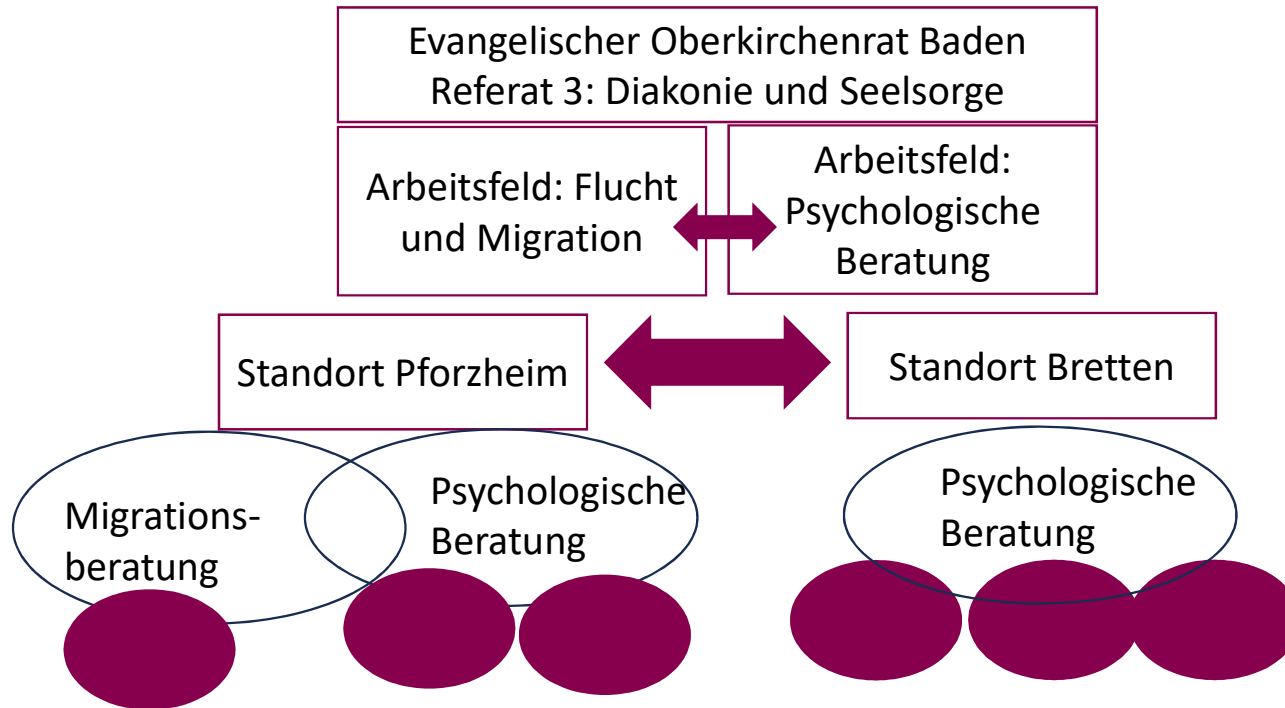 Evangelischer Oberkirchenrat Baden
Referat 3: Diakonie und Seelsorge
Arbeitsfeld: Flucht
und Migration
Arbeitsfeld:
Psychologische
Beratung
Standort Pforzheim
Standort Bretten
Migrations-
beratung
Psychologische
Beratung
Psychologische
Beratung